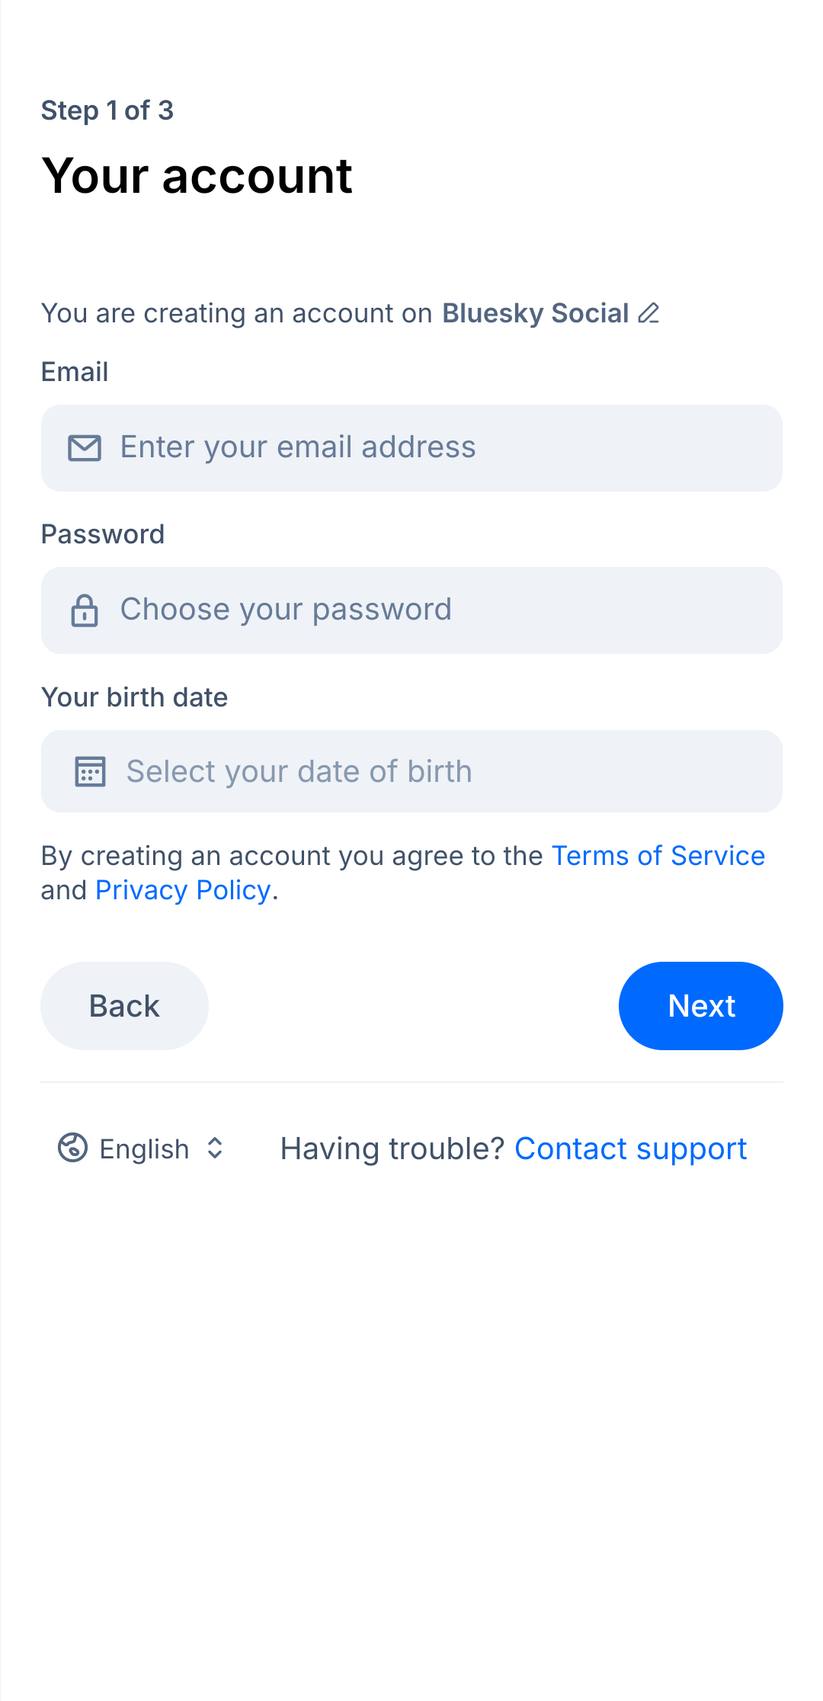 Step 1 of 3
Your account
You are creating an account on Bluesky Social
Email
Enter your email address
Password
Choose your password
Your birth date
Select your date of birth
By creating an account you agree to the Terms of Service
and Privacy Policy.
Back Next
English Having trouble? Contact support